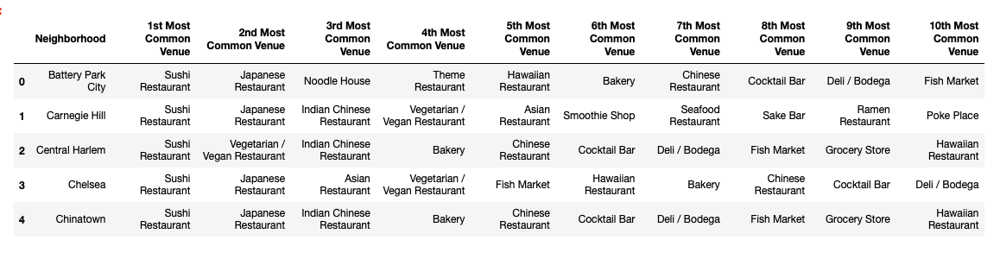 Neighborhood 1st Most Common Venue 2nd Most Common Venue 3rd Most Common Venue 4th Most Common Venue 5th Most Common Venue 6th Most Common Venue 7th Most Common Venue 8th Most Common Venue 9th Most Common Venue 10th Most Common Venue
0 Battery Park City Sushi Restaurant Japanese Restaurant Noodle House Theme Restaurant Hawaiian Restaurant Bakery Chinese Restaurant Cocktail Bar Deli / Bodega Fish Market
1 Carnegie Hill Sushi Restaurant Japanese Restaurant Indian Chinese Restaurant Vegetarian / Vegan Restaurant Asian Restaurant Smoothie Shop Seafood Restaurant Sake Bar Ramen Restaurant Poke Place
2 Central Harlem Sushi Restaurant Vegetarian / Vegan Restaurant Indian Chinese Restaurant Bakery Chinese Restaurant Cocktail Bar Deli / Bodega Fish Market Grocery Store Hawaiian Restaurant
3 Chelsea Sushi Restaurant Japanese Restaurant Asian Restaurant Vegetarian / Vegan Restaurant Fish Market Hawaiian Restaurant Bakery Chinese Restaurant Cocktail Bar Deli / Bodega
4 Chinatown Sushi Restaurant Japanese Restaurant Indian Chinese Restaurant Bakery Chinese Restaurant Cocktail Bar Deli / Bodega Fish Market Grocery Store Hawaiian Restaurant